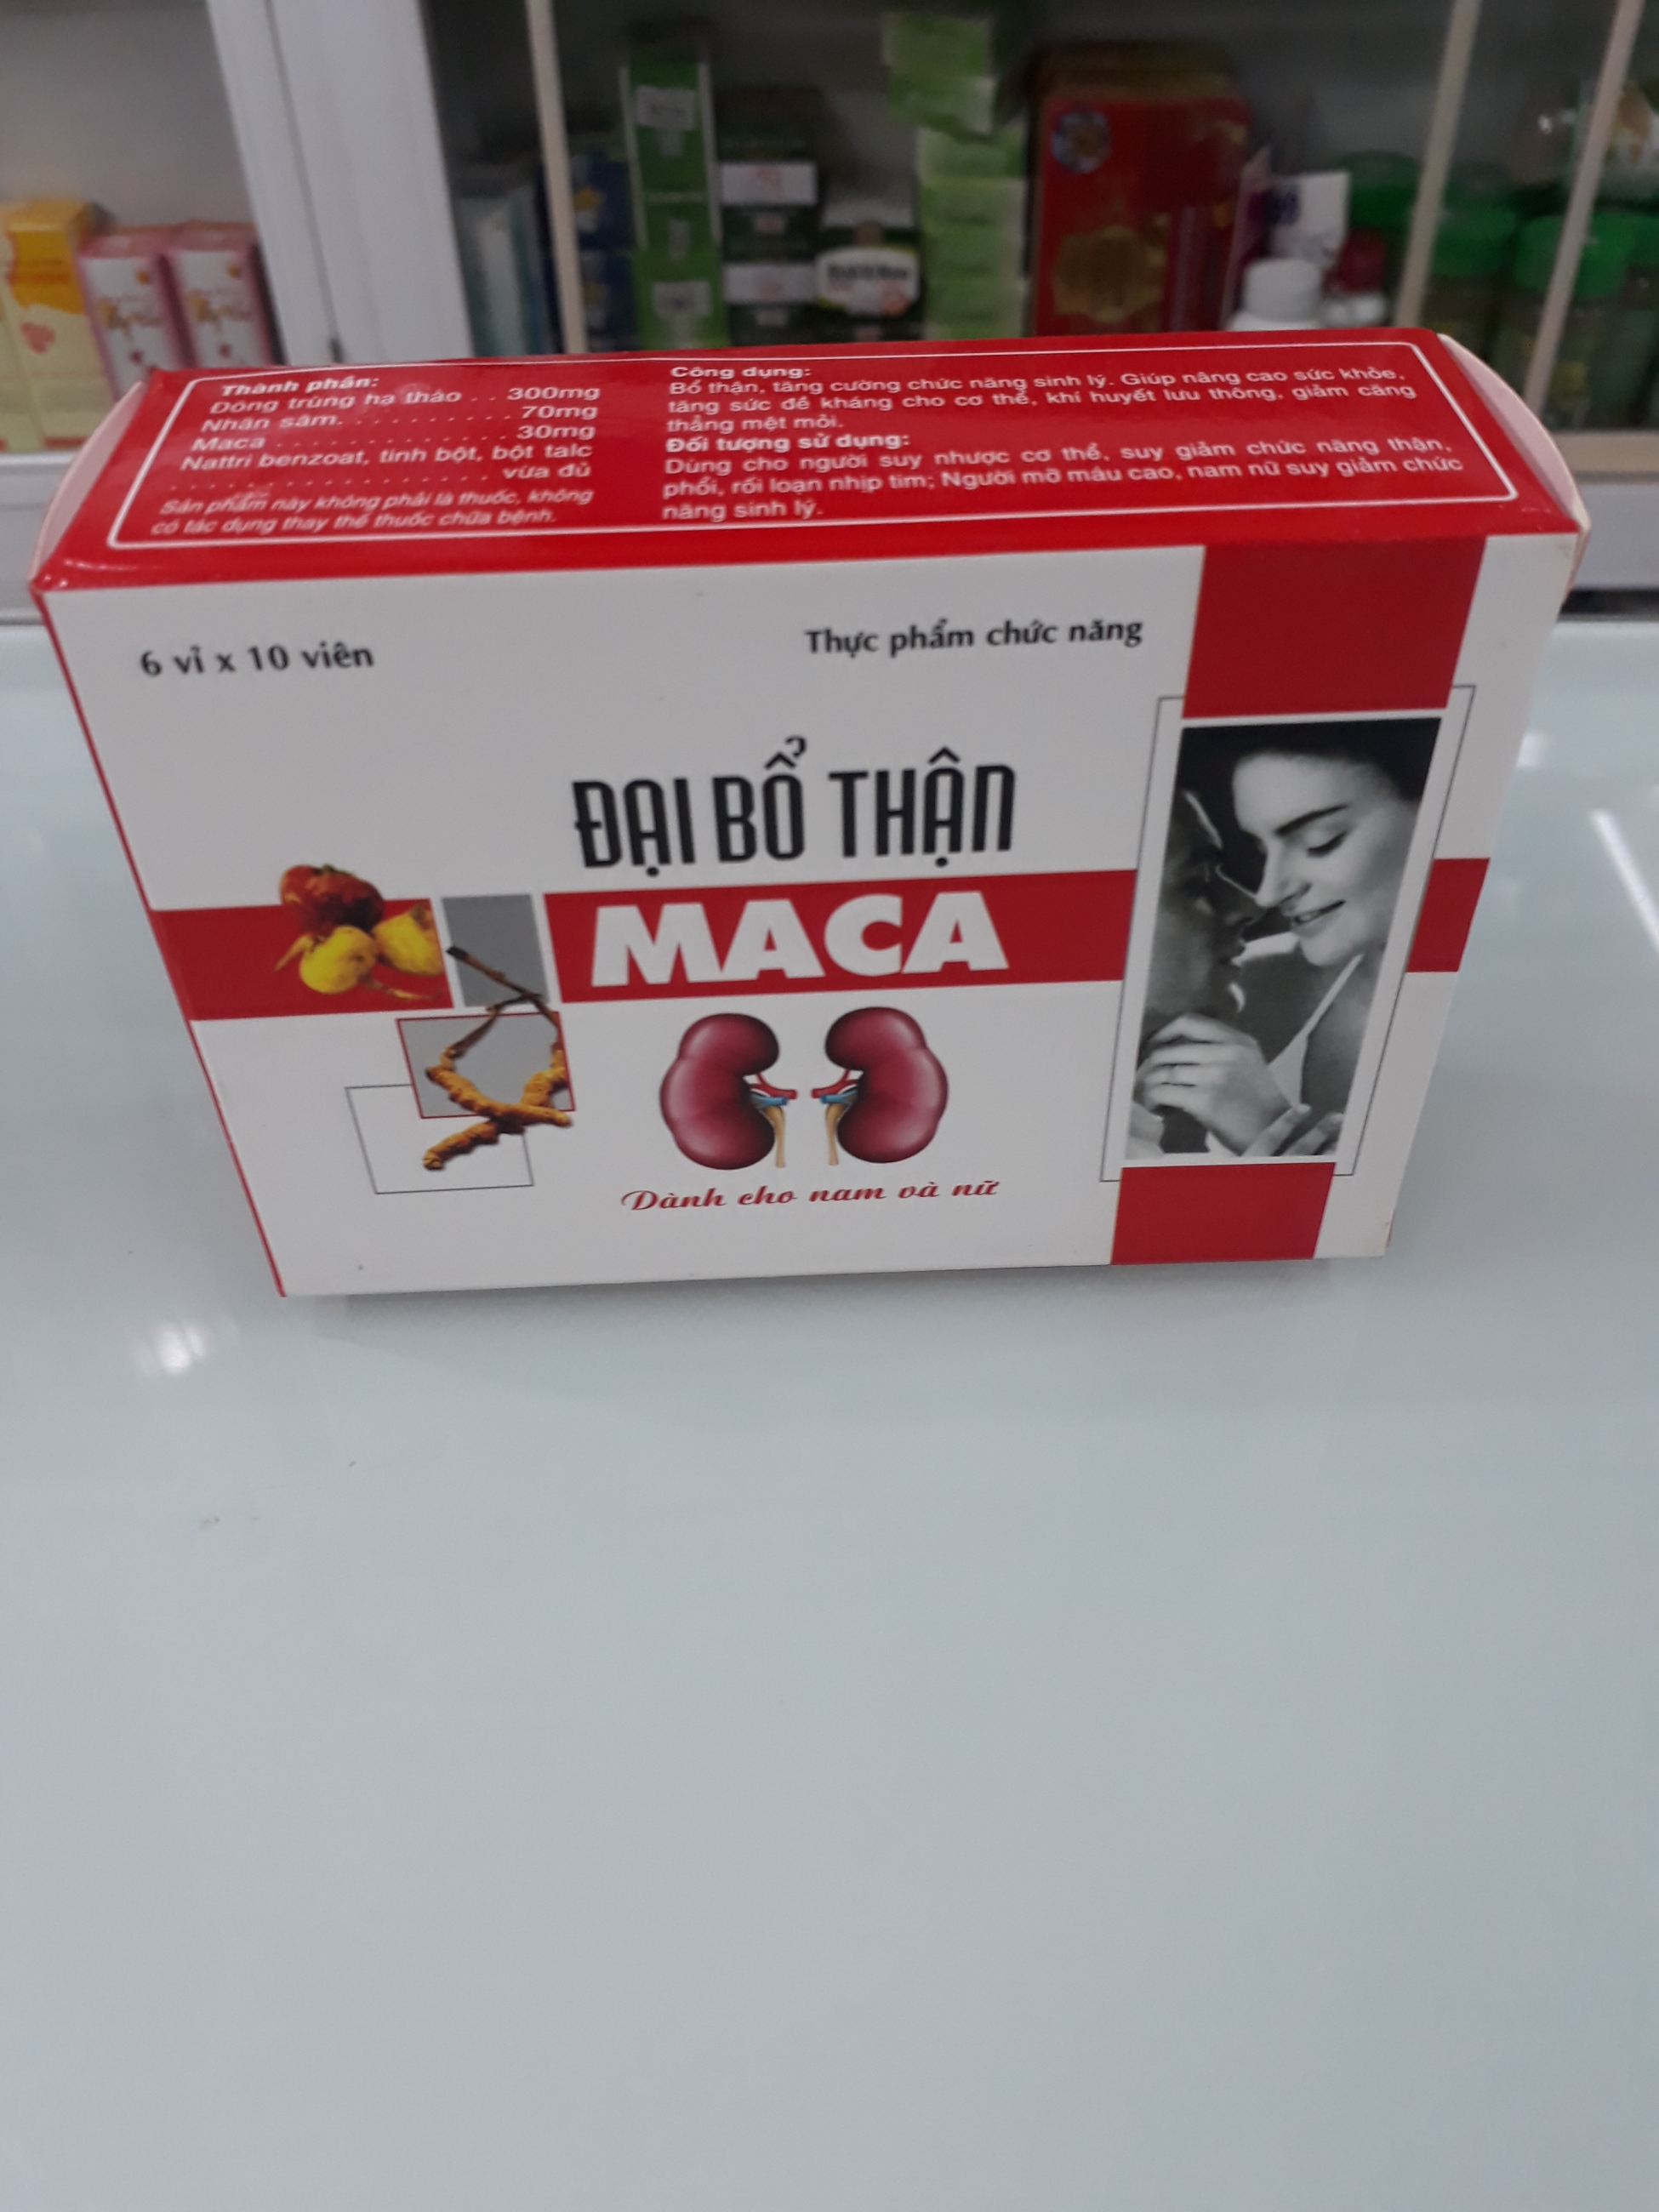 Thành phần:
Đông trùng hạ thảo . . 300mg
Nhân sâm. . . . . . . . . 70mg
Maca . . . . . . . . . . . . . 30mg
Nattri benzoat, tinh bột, bột talc
. . . . . . . . . . . . . . . . . vừa đủ
Sản phẩm này không phải là thuốc, không
có tác dụng thay thế thuốc chữa bệnh.
Công dụng:
Bổ thận, tăng cường chức năng sinh lý. Giúp nâng cao sức khỏe,
tăng sức đề kháng cho cơ thể, khí huyết lưu thông, giảm căng
thẳng mệt mỏi.
Đối tượng sử dụng:
Dùng cho người suy nhược cơ thể, suy giảm chức năng thận,
phổi, rối loạn nhịp tim; Người mỡ máu cao, nam nữ suy giảm chức
năng sinh lý.
6 vỉ x 10 viên
Thực phẩm chức năng
ĐẠI BỔ THẬN
MACA
Dành cho nam và nữ